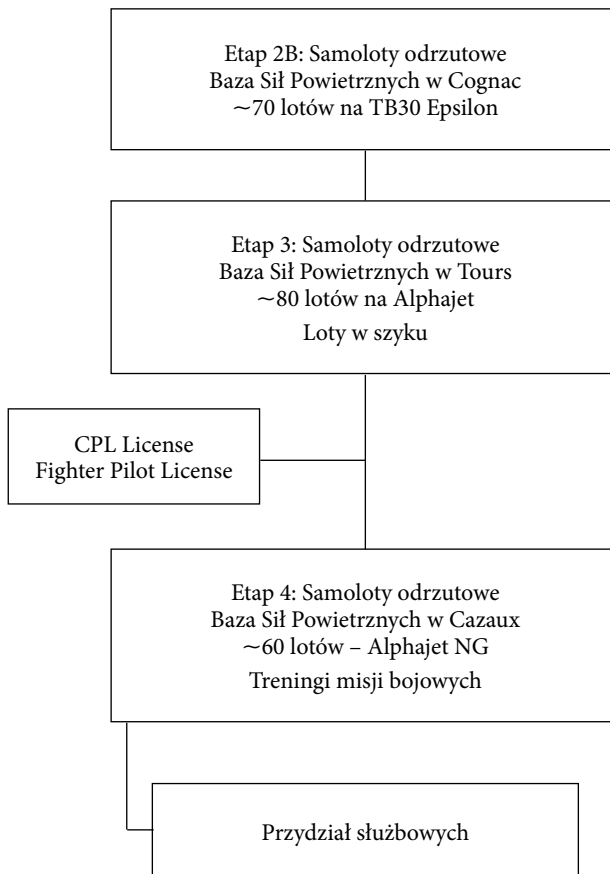 Etap 2B: Samoloty odrzutowe
Baza Sił Powietrznych w Cognac
~70 lotów na TB30 Epsilon
Etap 3: Samoloty odrzutowe
Baza Sił Powietrznych w Tours
~80 lotów na Alphajet
Loty w szyku
CPL License
Fighter Pilot License
Etap 4: Samoloty odrzutowe
Baza Sił Powietrznych w Cazaux
~60 lotów – Alphajet NG
Treningi misji bojowych
Przydział służbowych